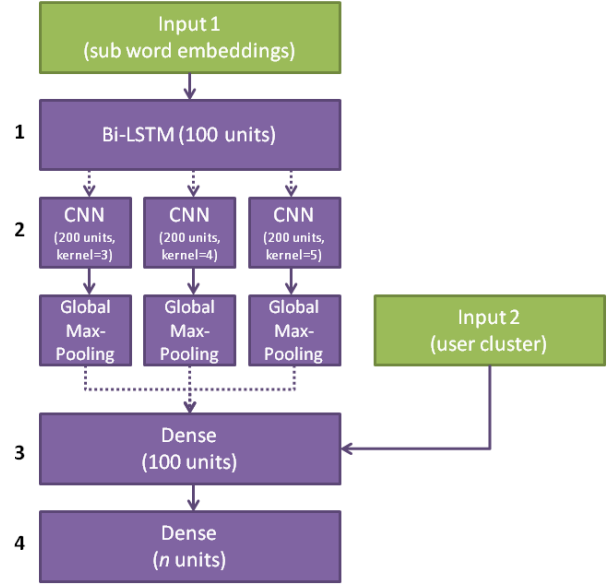 Input 1
(sub word embeddings)
1
Bi-LSTM (100 units)
2
CNN
(200 units,
kernel=3)
CNN
(200 units,
kernel=4)
CNN
(200 units,
kernel=5)
Global
Max-
Pooling
Global
Max-
Pooling
Global
Max-
Pooling
Input 2
(user cluster)
3
Dense
(100 units)
4
Dense
(n units)